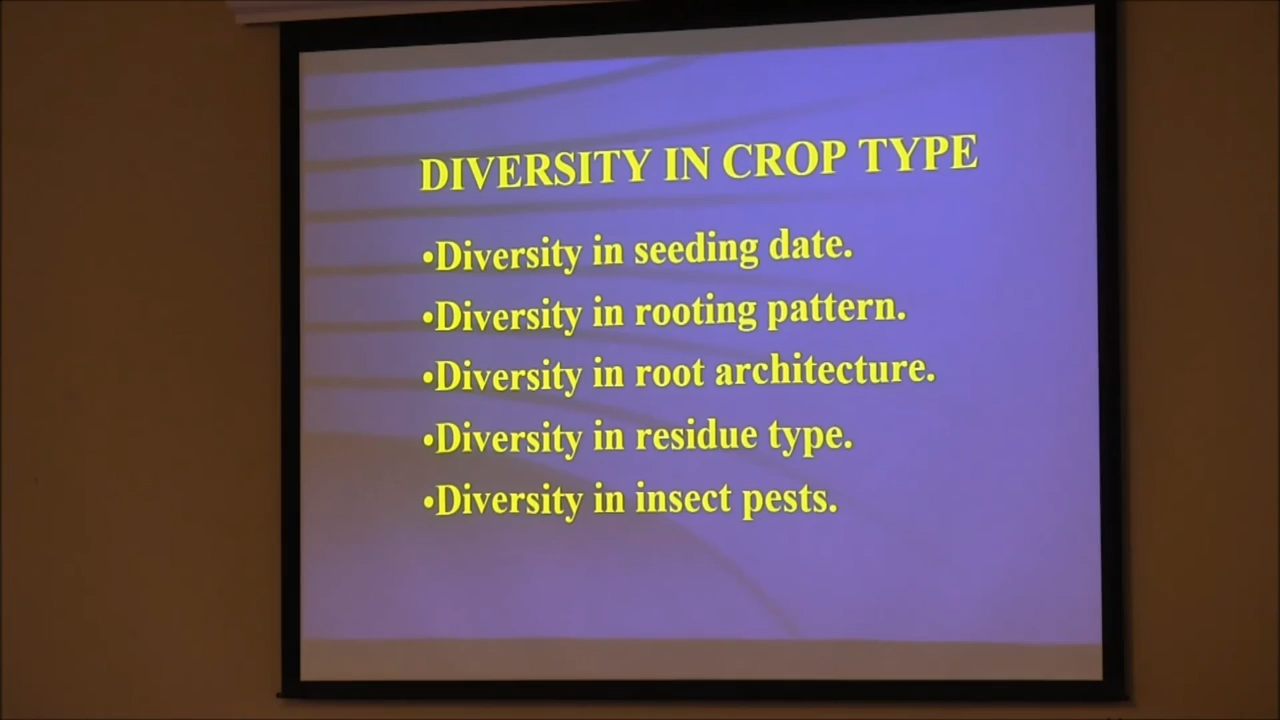 DIVERSITY IN CROP TYPE
•Diversity in seeding date.
•Diversity in rooting pattern.
•Diversity in root architecture.
•Diversity in residue type.
•Diversity in insect pests.